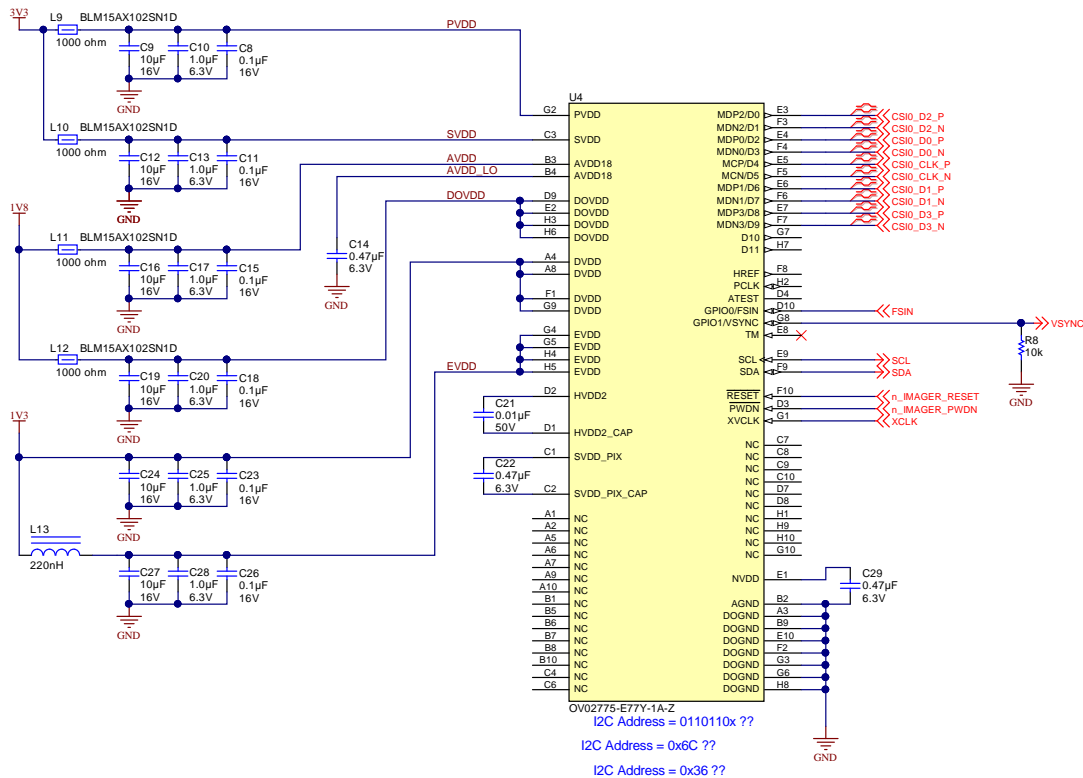 3V3
L9
BLM15AX102SN1D
1000 ohm
PVDD
C9
10µF
16V
C10
1.0µF
6.3V
C8
0.1µF
16V
GND
L10
BLM15AX102SN1D
1000 ohm
SVDD
C12
10µF
16V
C13
1.0µF
6.3V
C11
0.1µF
16V
GND
AVDD
AVDD_LO
DOVDD
1V8
L11
BLM15AX102SN1D
1000 ohm
C16
10µF
16V
C17
1.0µF
6.3V
C15
0.1µF
16V
GND
C14
0.47µF
6.3V
GND
L12
BLM15AX102SN1D
1000 ohm
EVDD
C19
10µF
16V
C20
1.0µF
6.3V
C18
0.1µF
16V
GND
1V3
C24
10µF
16V
C25
1.0µF
6.3V
C23
0.1µF
16V
GND
L13
220nH
C27
10µF
16V
C28
1.0µF
6.3V
C26
0.1µF
16V
GND
C21
0.01µF
50V
C22
0.47µF
6.3V
U4
G2 PVDD
C3 SVDD
B3 AVDD18
B4 AVDD18
D9 DOVDD
E2 DOVDD
H3 DOVDD
H6 DOVDD
A4 DVDD
A8 DVDD
F1 DVDD
G9 DVDD
G4 EVDD
G5 EVDD
H4 EVDD
H5 EVDD
D2 HVDD2
D1 HVDD2_CAP
C1 SVDD_PIX
C2 SVDD_PIX_CAP
A1 NC
A2 NC
A5 NC
A6 NC
A7 NC
A9 NC
A10 NC
B1 NC
B5 NC
B6 NC
B7 NC
B8 NC
B10 NC
C4 NC
C6 NC
MDP2/D0 E3 CSI0_D2_P
MDN2/D1 F3 CSI0_D2_N
MDP0/D2 E4 CSI0_D0_P
MDN0/D3 F4 CSI0_D0_N
MCP/D4 E5 CSI0_CLK_P
MCN/D5 F5 CSI0_CLK_N
MDP1/D6 E6 CSI0_D1_P
MDN1/D7 F6 CSI0_D1_N
MDP3/D8 E7 CSI0_D3_P
MDN3/D9 F7 CSI0_D3_N
D10 G7
D11 H7
HREF F8
PCLK H2
ATEST D4
GPIO0/FSIN D10 FSIN
GPIO1/VSYNC G8 VSYNC
TM E8
SCL E9 SCL
SDA F9 SDA
RESET F10 n_IMAGER_RESET
PWDN D3 n_IMAGER_PWDN
XVCLK G1 XCLK
R8
10k
GND
NC C7
NC C8
NC C9
NC C10
NC D7
NC D8
NC H1
NC H9
NC H10
NC G10
NVDD E1
C29
0.47µF
6.3V
AGND B2
DOGND A3
DOGND B9
DOGND E10
DOGND F2
DOGND G3
DOGND G6
DOGND H8
GND
OV02775-E77Y-1A-Z
I2C Address = 0110110x ??
I2C Address = 0x6C ??
I2C Address = 0x36 ??